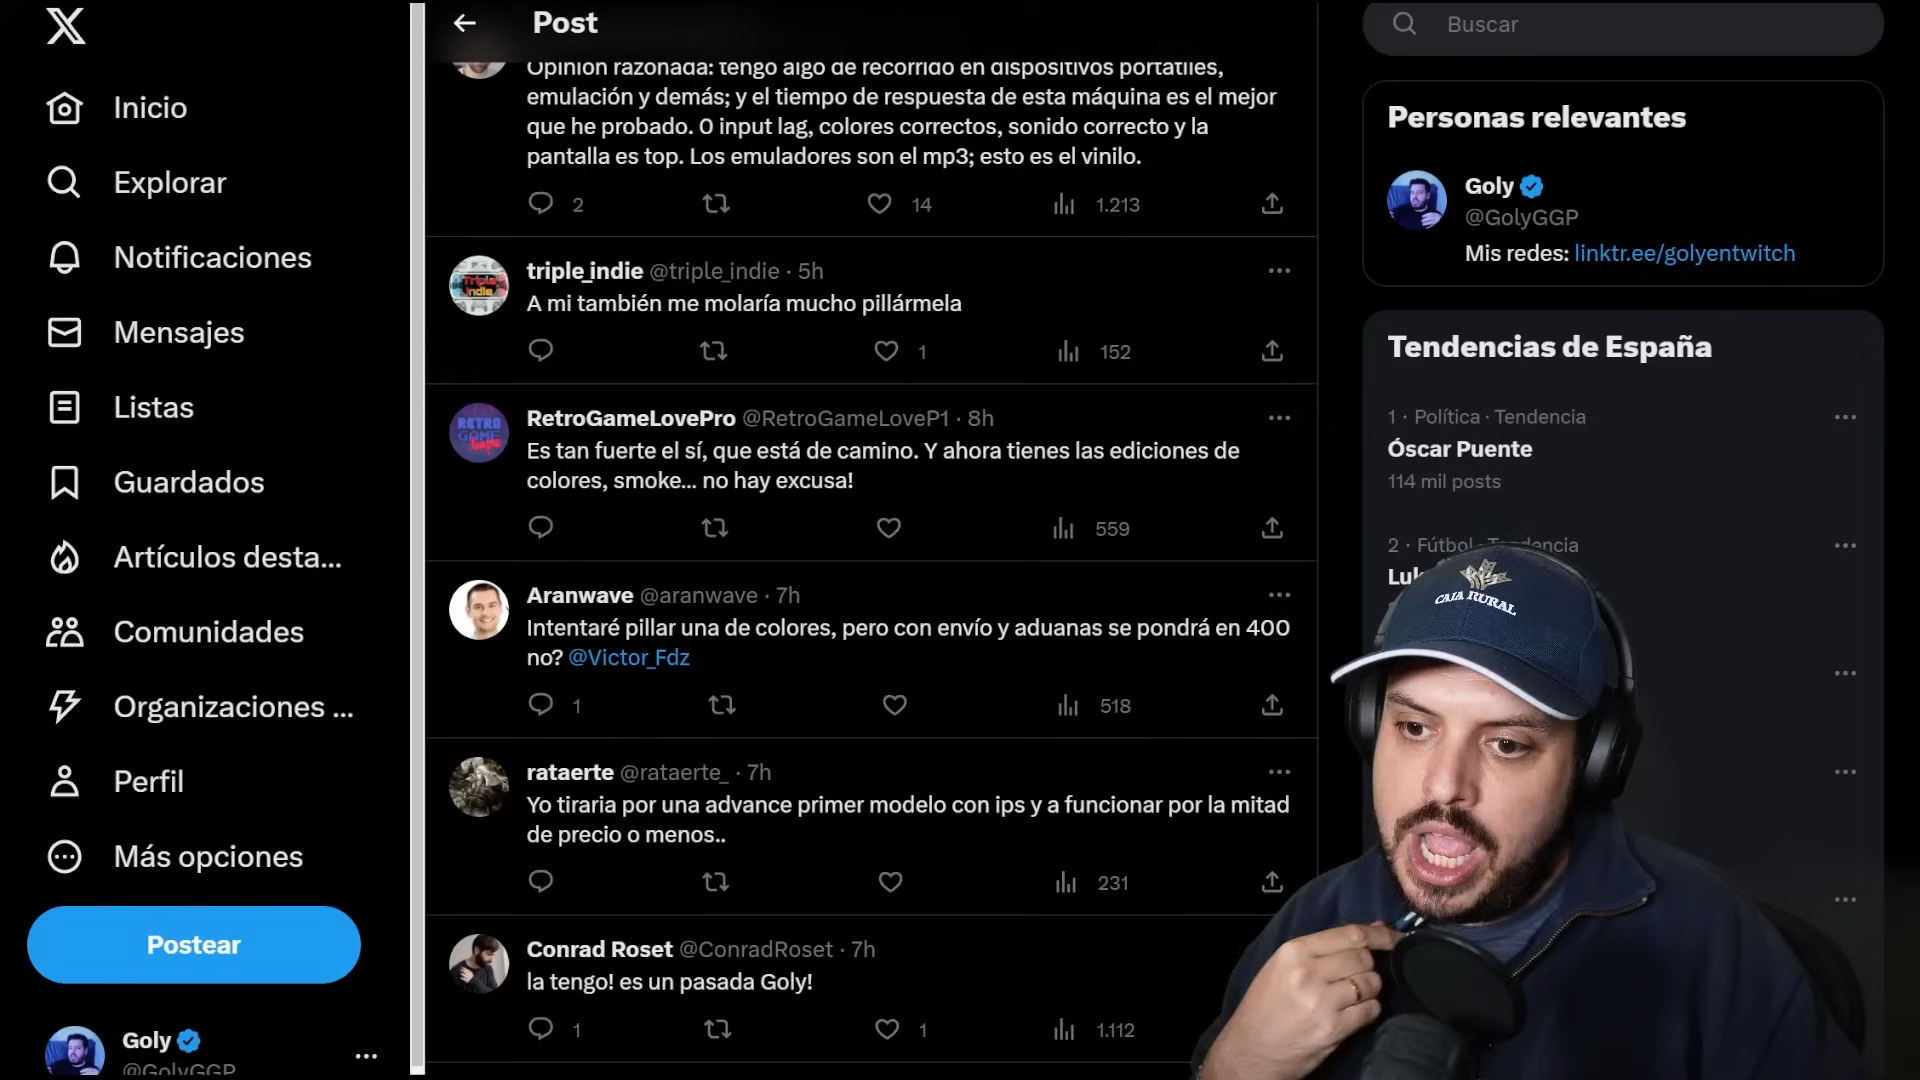 Inicio
Explorar
Notificaciones
Mensajes
Listas
Guardados
Artículos desta...
Comunidades
Organizaciones ...
Perfil
Más opciones
Postear
Goly
@GolyGGP
Post
Opinión razonada: tengo algo de recorrido en dispositivos portátiles,
emulación y demás; y el tiempo de respuesta de esta máquina es el mejor
que he probado. 0 input lag, colores correctos, sonido correcto y la
pantalla es top. Los emuladores son el mp3; esto es el vinilo.
2 14 1.213
triple_indie @triple_indie · 5h
A mi también me molaría mucho pillármela
1 152
RetroGameLovePro @RetroGameLoveP1 · 8h
Es tan fuerte el sí, que está de camino. Y ahora tienes las ediciones de
colores, smoke... no hay excusa!
559
Aranwave @aranwave · 7h
Intentaré pillar una de colores, pero con envío y aduanas se pondrá en 400
no? @Victor_Fdz
1 518
rataerte @rataerte_ · 7h
Yo tiraria por una advance primer modelo con ips y a funcionar por la mitad
de precio o menos..
231
Conrad Roset @ConradRoset · 7h
la tengo! es un pasada Goly!
1 1 1.112
Buscar
Personas relevantes
Goly
@GolyGGP
Mis redes: linktr.ee/golyentwitch
Tendencias de España
1 · Política · Tendencia
Óscar Puente
114 mil posts
2 · Fútbol · Tendencia
CAJA RURAL